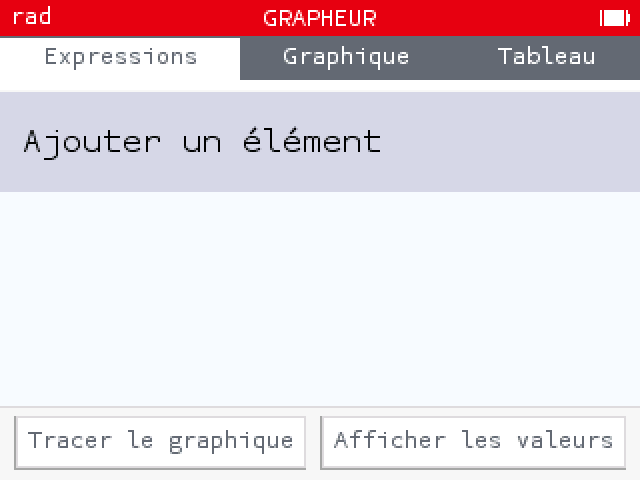 rad GRAPHEUR
Expressions Graphique Tableau
Ajouter un élément
Tracer le graphique Afficher les valeurs